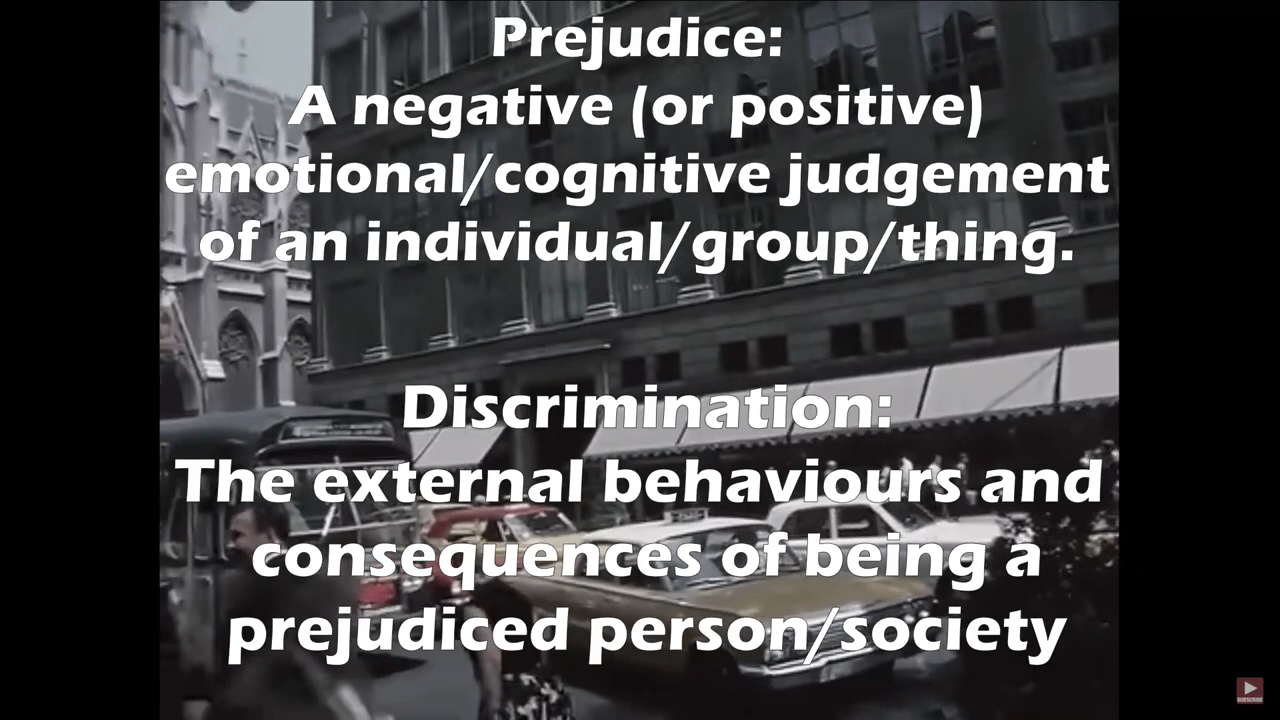 Prejudice:
A negative (or positive)
emotional/cognitive judgement
of an individual/group/thing.
Discrimination:
The external behaviours and
consequences of being a
prejudiced person/society
SUBSCRIBE